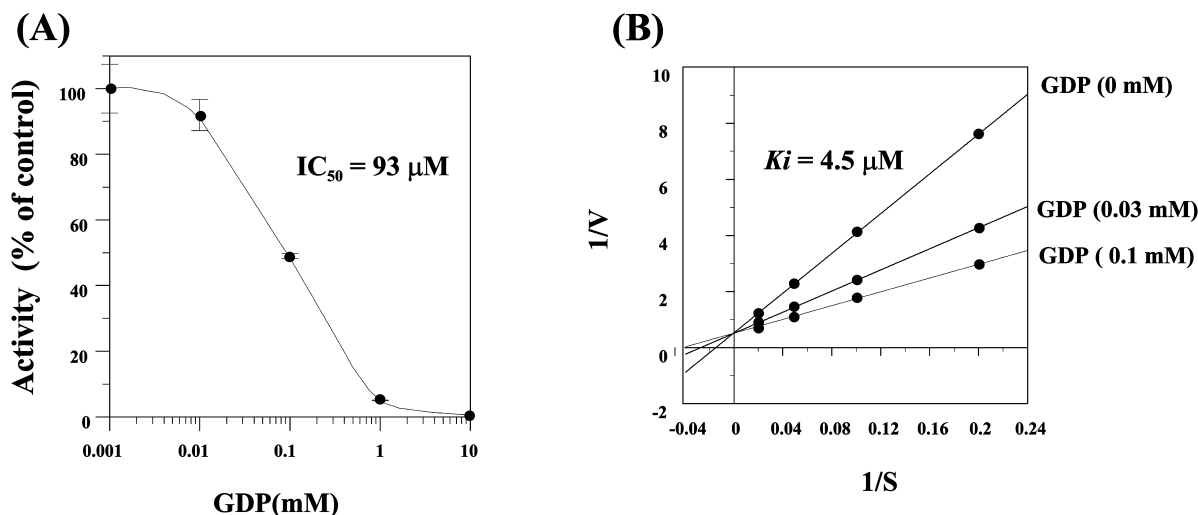 (A)
Activity (% of control)
100
80
60
40
20
0
IC50 = 93 μM
0.001
0.01
0.1
1
10
GDP(mM)
(B)
1/V
10
8
6
4
2
0
-2
Ki = 4.5 μM
GDP (0 mM)
GDP (0.03 mM)
GDP ( 0.1 mM)
-0.04
0
0.04
0.08
0.12
0.16
0.2
0.24
1/S